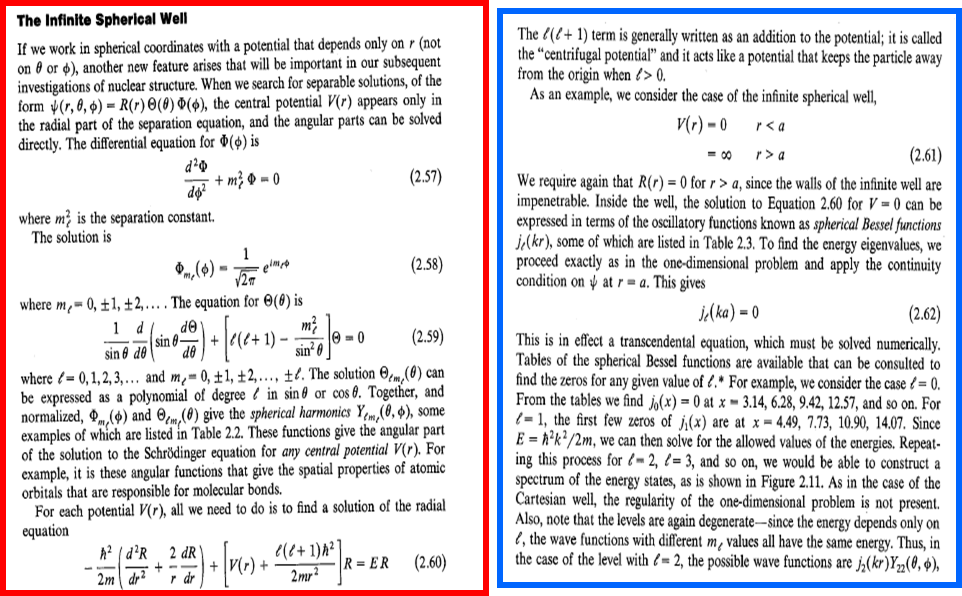 The Infinite Spherical Well
If we work in spherical coordinates with a potential that depends only on r (not
on θ or ϕ), another new feature arises that will be important in our subsequent
investigations of nuclear structure. When we search for separable solutions, of the
form ψ(r, θ, ϕ) = R(r) Θ(θ) Φ(ϕ), the central potential V(r) appears only in
the radial part of the separation equation, and the angular parts can be solved
directly. The differential equation for Φ(ϕ) is
d²Φ/dϕ² + m_ℓ² Φ = 0 (2.57)
where m_ℓ² is the separation constant.
The solution is
Φ_{m_ℓ}(ϕ) = 1/√2π e^{im_ℓϕ} (2.58)
where m_ℓ = 0, ±1, ±2, .... The equation for Θ(θ) is
1/sin θ d/dθ (sin θ dΘ/dθ) + [ℓ(ℓ + 1) − m_ℓ²/sin² θ] Θ = 0 (2.59)
where ℓ = 0, 1, 2, 3, ... and m_ℓ = 0, ±1, ±2, ..., ±ℓ. The solution Θ_{ℓm_ℓ}(θ) can
be expressed as a polynomial of degree ℓ in sin θ or cos θ. Together, and
normalized, Φ_{m_ℓ}(ϕ) and Θ_{ℓm_ℓ}(θ) give the spherical harmonics Y_{ℓm_ℓ}(θ, ϕ), some
examples of which are listed in Table 2.2. These functions give the angular part
of the solution to the Schrödinger equation for any central potential V(r). For
example, it is these angular functions that give the spatial properties of atomic
orbitals that are responsible for molecular bonds.
For each potential V(r), all we need to do is to find a solution of the radial
equation
− ħ²/2m (d²R/dr² + 2/r dR/dr) + [V(r) + ℓ(ℓ + 1)ħ²/2mr²] R = ER (2.60)
The ℓ(ℓ + 1) term is generally written as an addition to the potential; it is called
the “centrifugal potential” and it acts like a potential that keeps the particle away
from the origin when ℓ > 0.
As an example, we consider the case of the infinite spherical well,
V(r) = 0 r < a
= ∞ r > a (2.61)
We require again that R(r) = 0 for r > a, since the walls of the infinite well are
impenetrable. Inside the well, the solution to Equation 2.60 for V = 0 can be
expressed in terms of the oscillatory functions known as spherical Bessel functions
j_ℓ(kr), some of which are listed in Table 2.3. To find the energy eigenvalues, we
proceed exactly as in the one-dimensional problem and apply the continuity
condition on ψ at r = a. This gives
j_ℓ(ka) = 0 (2.62)
This is in effect a transcendental equation, which must be solved numerically.
Tables of the spherical Bessel functions are available that can be consulted to
find the zeros for any given value of ℓ.* For example, we consider the case ℓ = 0.
From the tables we find j₀(x) = 0 at x = 3.14, 6.28, 9.42, 12.57, and so on. For
ℓ = 1, the first few zeros of j₁(x) are at x = 4.49, 7.73, 10.90, 14.07. Since
E = ħ²k²/2m, we can then solve for the allowed values of the energies. Repeat-
ing this process for ℓ = 2, ℓ = 3, and so on, we would be able to construct a
spectrum of the energy states, as is shown in Figure 2.11. As in the case of the
Cartesian well, the regularity of the one-dimensional problem is not present.
Also, note that the levels are again degenerate—since the energy depends only on
ℓ, the wave functions with different m_ℓ values all have the same energy. Thus, in
the case of the level with ℓ = 2, the possible wave functions are j₂(kr)Y₂₂(θ, ϕ),